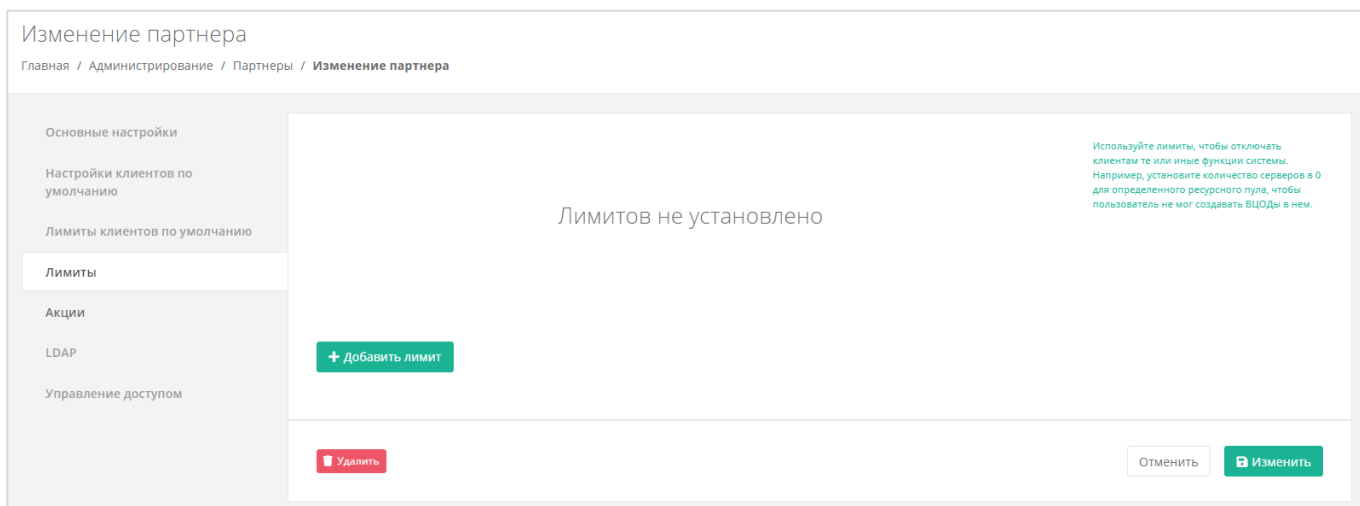 Изменение партнера
Главная / Администрирование / Партнеры / Изменение партнера
Основные настройки
Настройки клиентов по
умолчанию
Лимиты клиентов по умолчанию
Лимиты
Акции
LDAP
Управление доступом
Используйте лимиты, чтобы отключать
клиентам те или иные функции системы.
Например, установите количество серверов в 0
для определенного ресурсного пула, чтобы
пользователь не мог создавать ВЦОДы в нем.
Лимитов не установлено
Добавить лимит
Удалить
Отменить
Изменить